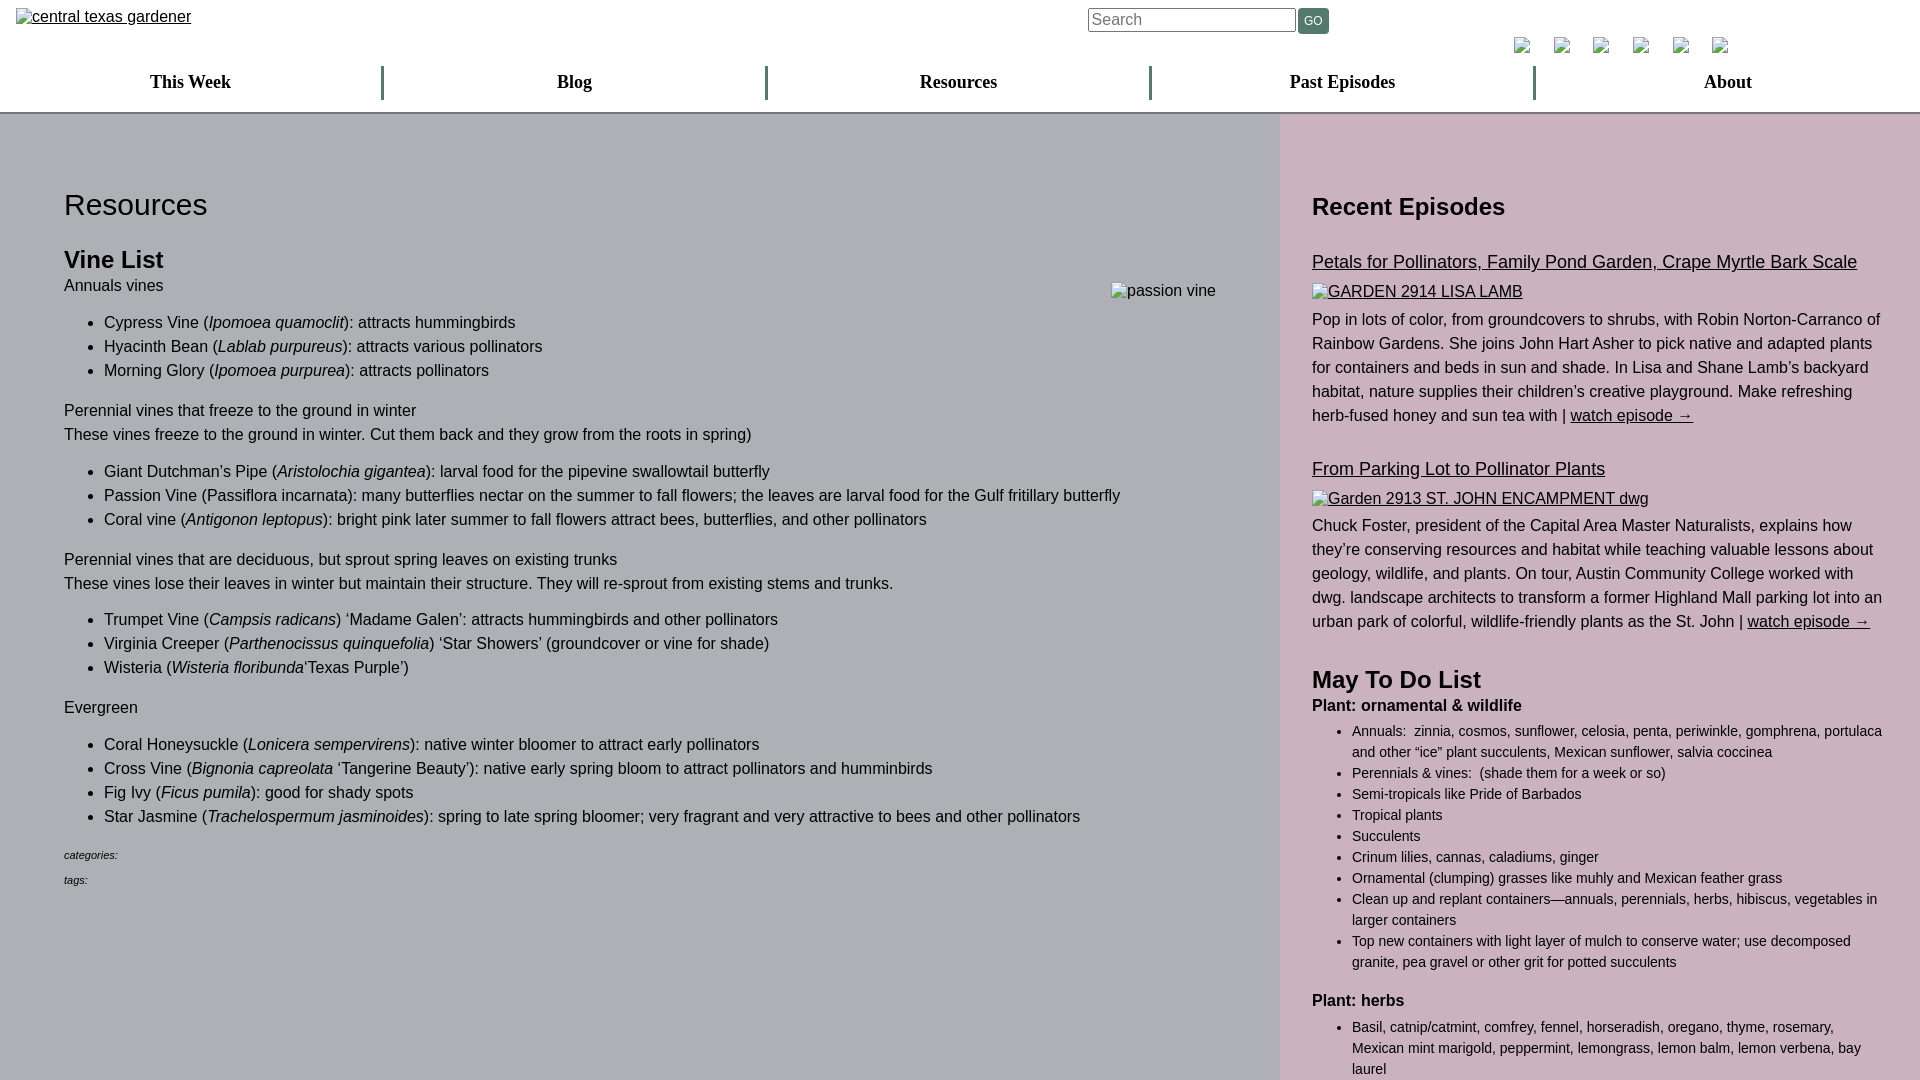 central texas gardener
Search
GO
This Week
Blog
Resources
Past Episodes
About
Resources
Vine List
Annuals vines
passion vine
• Cypress Vine (Ipomoea quamoclit): attracts hummingbirds
• Hyacinth Bean (Lablab purpureus): attracts various pollinators
• Morning Glory (Ipomoea purpurea): attracts pollinators
Perennial vines that freeze to the ground in winter
These vines freeze to the ground in winter. Cut them back and they grow from the roots in spring)
• Giant Dutchman’s Pipe (Aristolochia gigantea): larval food for the pipevine swallowtail butterfly
• Passion Vine (Passiflora incarnata): many butterflies nectar on the summer to fall flowers; the leaves are larval food for the Gulf fritillary butterfly
• Coral vine (Antigonon leptopus): bright pink later summer to fall flowers attract bees, butterflies, and other pollinators
Perennial vines that are deciduous, but sprout spring leaves on existing trunks
These vines lose their leaves in winter but maintain their structure. They will re-sprout from existing stems and trunks.
• Trumpet Vine (Campsis radicans) ‘Madame Galen’: attracts hummingbirds and other pollinators
• Virginia Creeper (Parthenocissus quinquefolia) ‘Star Showers’ (groundcover or vine for shade)
• Wisteria (Wisteria floribunda‘Texas Purple’)
Evergreen
• Coral Honeysuckle (Lonicera sempervirens): native winter bloomer to attract early pollinators
• Cross Vine (Bignonia capreolata ‘Tangerine Beauty’): native early spring bloom to attract pollinators and humminbirds
• Fig Ivy (Ficus pumila): good for shady spots
• Star Jasmine (Trachelospermum jasminoides): spring to late spring bloomer; very fragrant and very attractive to bees and other pollinators
categories:
tags:
Recent Episodes
Petals for Pollinators, Family Pond Garden, Crape Myrtle Bark Scale
GARDEN 2914 LISA LAMB
Pop in lots of color, from groundcovers to shrubs, with Robin Norton-Carranco of
Rainbow Gardens. She joins John Hart Asher to pick native and adapted plants
for containers and beds in sun and shade. In Lisa and Shane Lamb’s backyard
habitat, nature supplies their children’s creative playground. Make refreshing
herb-fused honey and sun tea with | watch episode →
From Parking Lot to Pollinator Plants
Garden 2913 ST. JOHN ENCAMPMENT dwg
Chuck Foster, president of the Capital Area Master Naturalists, explains how
they’re conserving resources and habitat while teaching valuable lessons about
geology, wildlife, and plants. On tour, Austin Community College worked with
dwg. landscape architects to transform a former Highland Mall parking lot into an
urban park of colorful, wildlife-friendly plants as the St. John | watch episode →
May To Do List
Plant: ornamental & wildlife
• Annuals:  zinnia, cosmos, sunflower, celosia, penta, periwinkle, gomphrena, portulaca
and other “ice” plant succulents, Mexican sunflower, salvia coccinea
• Perennials & vines:  (shade them for a week or so)
• Semi-tropicals like Pride of Barbados
• Tropical plants
• Succulents
• Crinum lilies, cannas, caladiums, ginger
• Ornamental (clumping) grasses like muhly and Mexican feather grass
• Clean up and replant containers—annuals, perennials, herbs, hibiscus, vegetables in
larger containers
• Top new containers with light layer of mulch to conserve water; use decomposed
granite, pea gravel or other grit for potted succulents
Plant: herbs
• Basil, catnip/catmint, comfrey, fennel, horseradish, oregano, thyme, rosemary,
Mexican mint marigold, peppermint, lemongrass, lemon balm, lemon verbena, bay
laurel